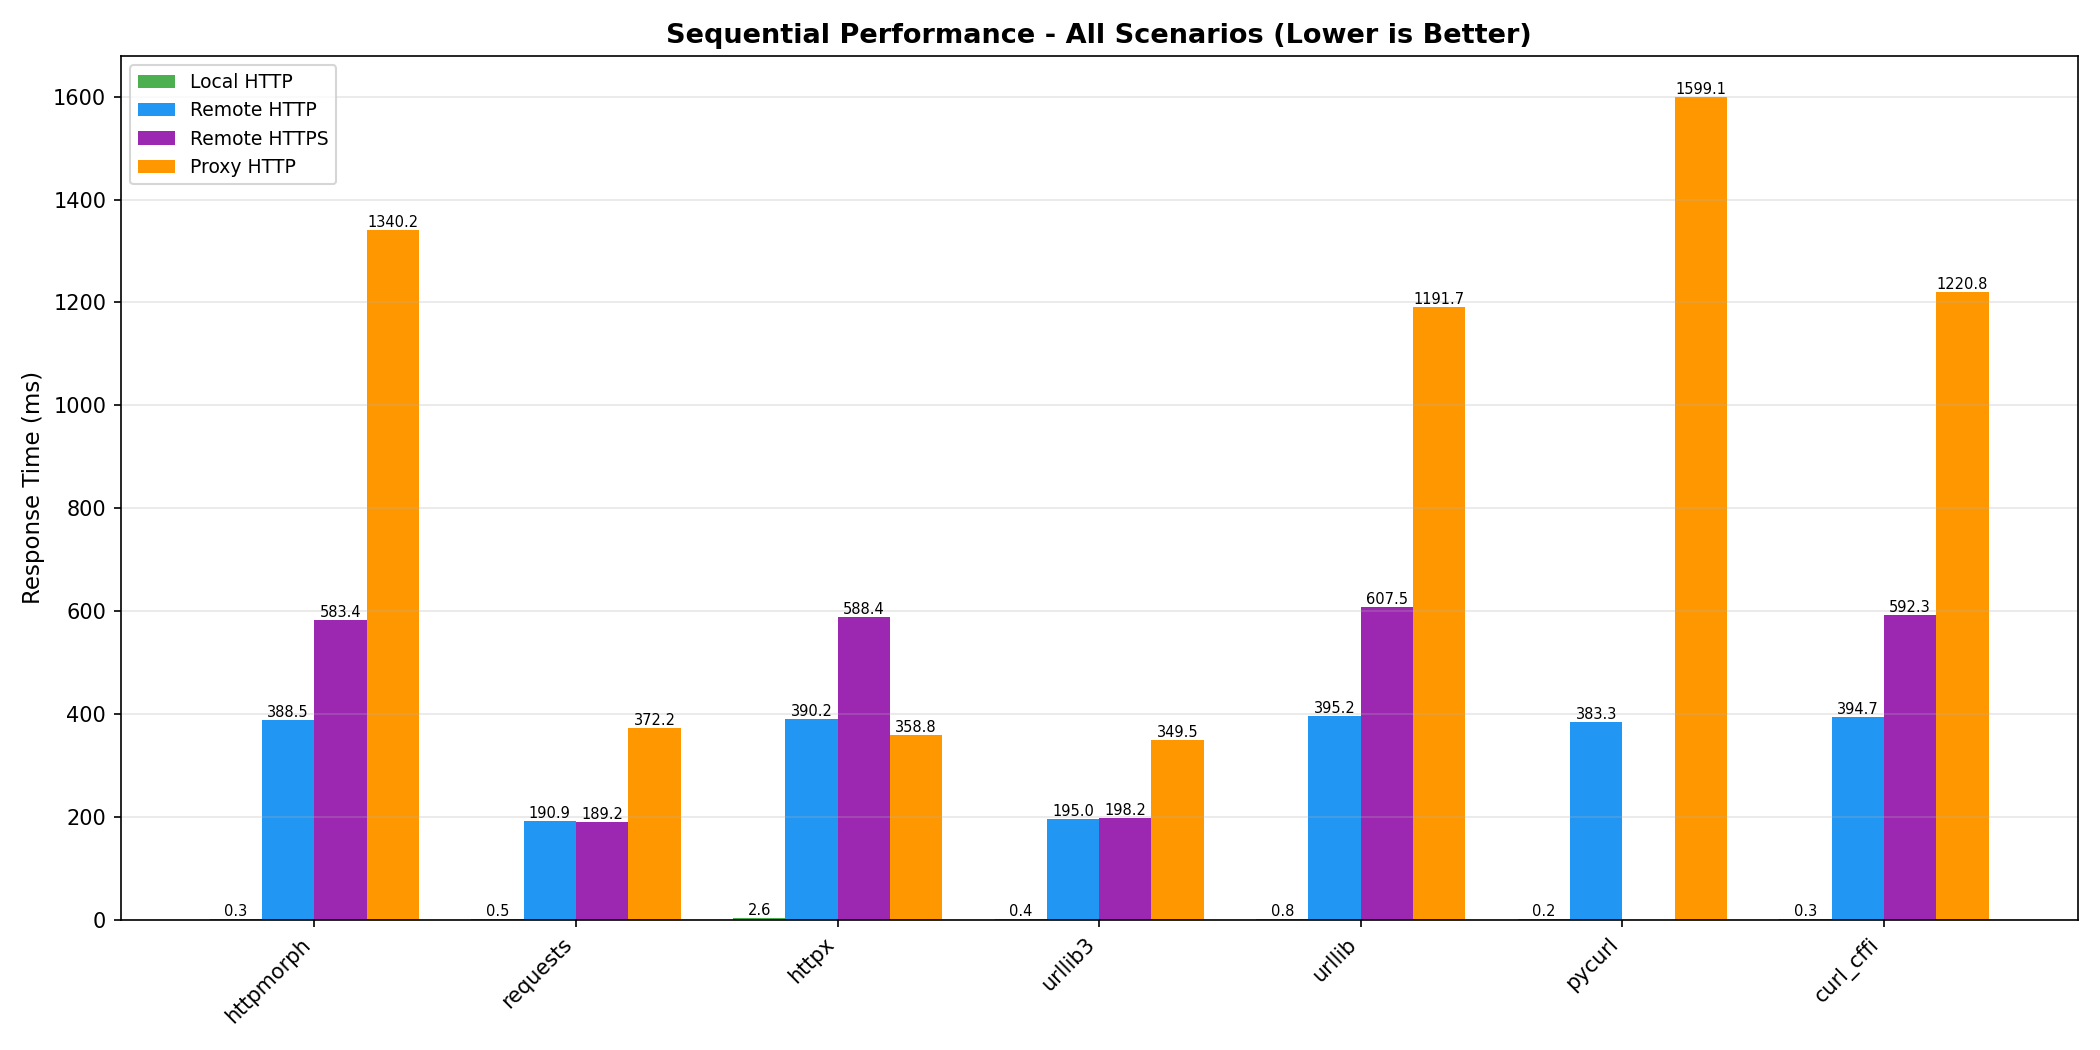 Sequential Performance - All Scenarios (Lower is Better)
Local HTTP
Remote HTTP
Remote HTTPS
Proxy HTTP
Response Time (ms)
1600
1400
1200
1000
800
600
400
200
0
0.3
388.5
583.4
1340.2
0.5
190.9
189.2
372.2
2.6
390.2
588.4
358.8
0.4
195.0
198.2
349.5
0.8
395.2
607.5
1191.7
0.2
383.3
1599.1
0.3
394.7
592.3
1220.8
httpmorph
requests
httpx
urllib3
urllib
pycurl
curl_cffi